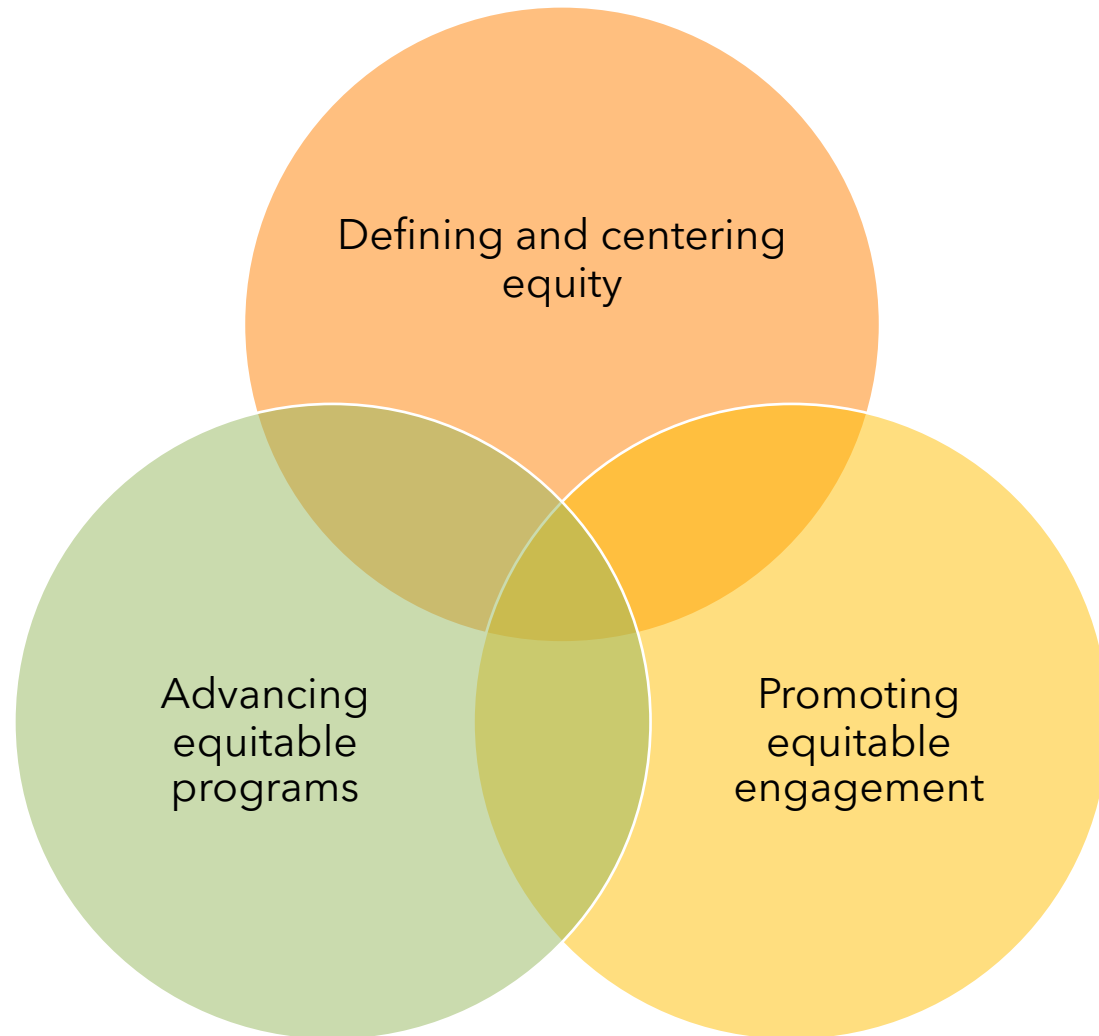 Defining and centering
equity
Advancing
equitable
programs
Promoting
equitable
engagement